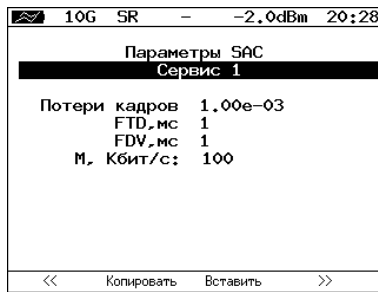 10G SR – -2.0dBm 20:28
Параметры SAC
Сервис 1
Потери кадров 1.00e-03
FTD,мс 1
FDV,мс 1
М, Кбит/с: 100
<< Копировать Вставить >>